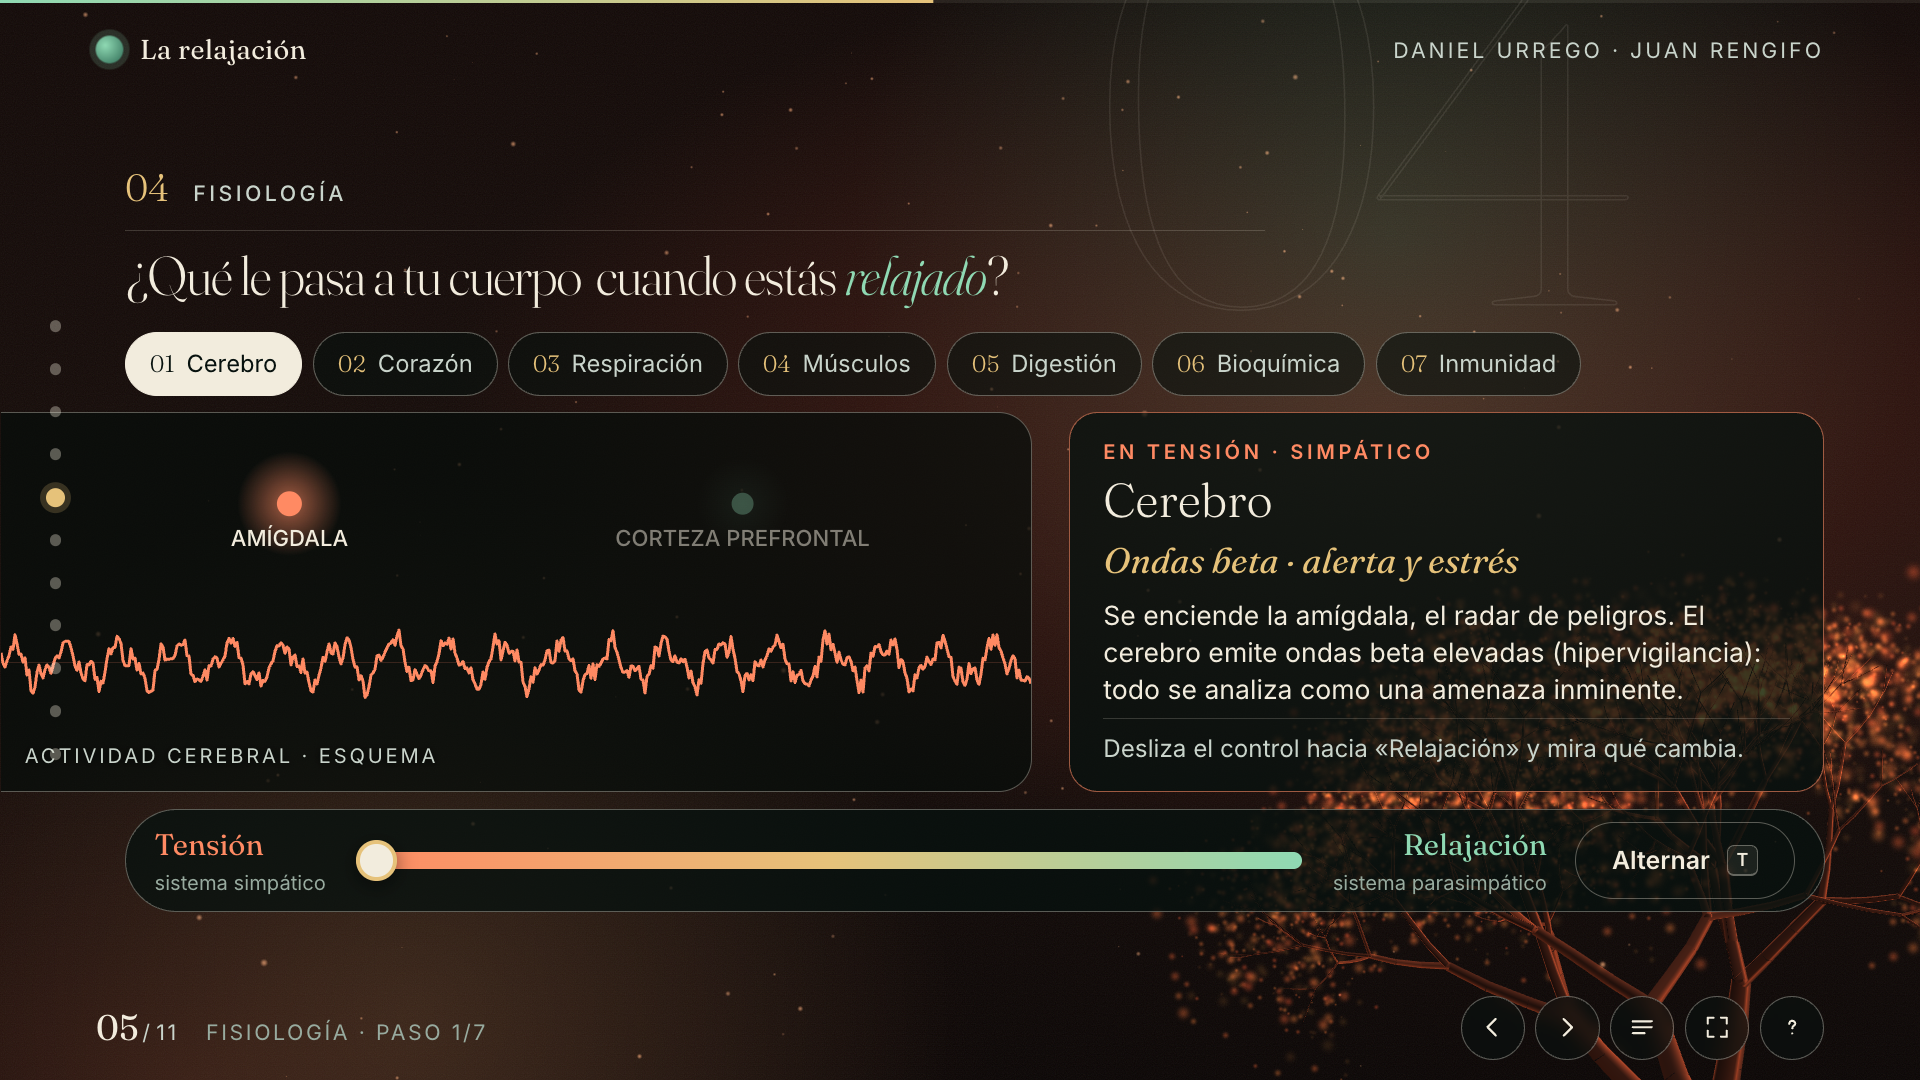 La relajación
DANIEL URREGO · JUAN RENGIFO
04
04 FISIOLOGÍA
¿Qué le pasa a tu cuerpo cuando estás relajado?
01 Cerebro
02 Corazón
03 Respiración
04 Músculos
05 Digestión
06 Bioquímica
07 Inmunidad
AMÍGDALA
CORTEZA PREFRONTAL
ACTIVIDAD CEREBRAL · ESQUEMA
EN TENSIÓN · SIMPÁTICO
Cerebro
Ondas beta · alerta y estrés
Se enciende la amígdala, el radar de peligros. El
cerebro emite ondas beta elevadas (hipervigilancia):
todo se analiza como una amenaza inminente.
Desliza el control hacia «Relajación» y mira qué cambia.
Tensión
sistema simpático
Relajación
sistema parasimpático
Alternar T
05 / 11 FISIOLOGÍA · PASO 1/7
?